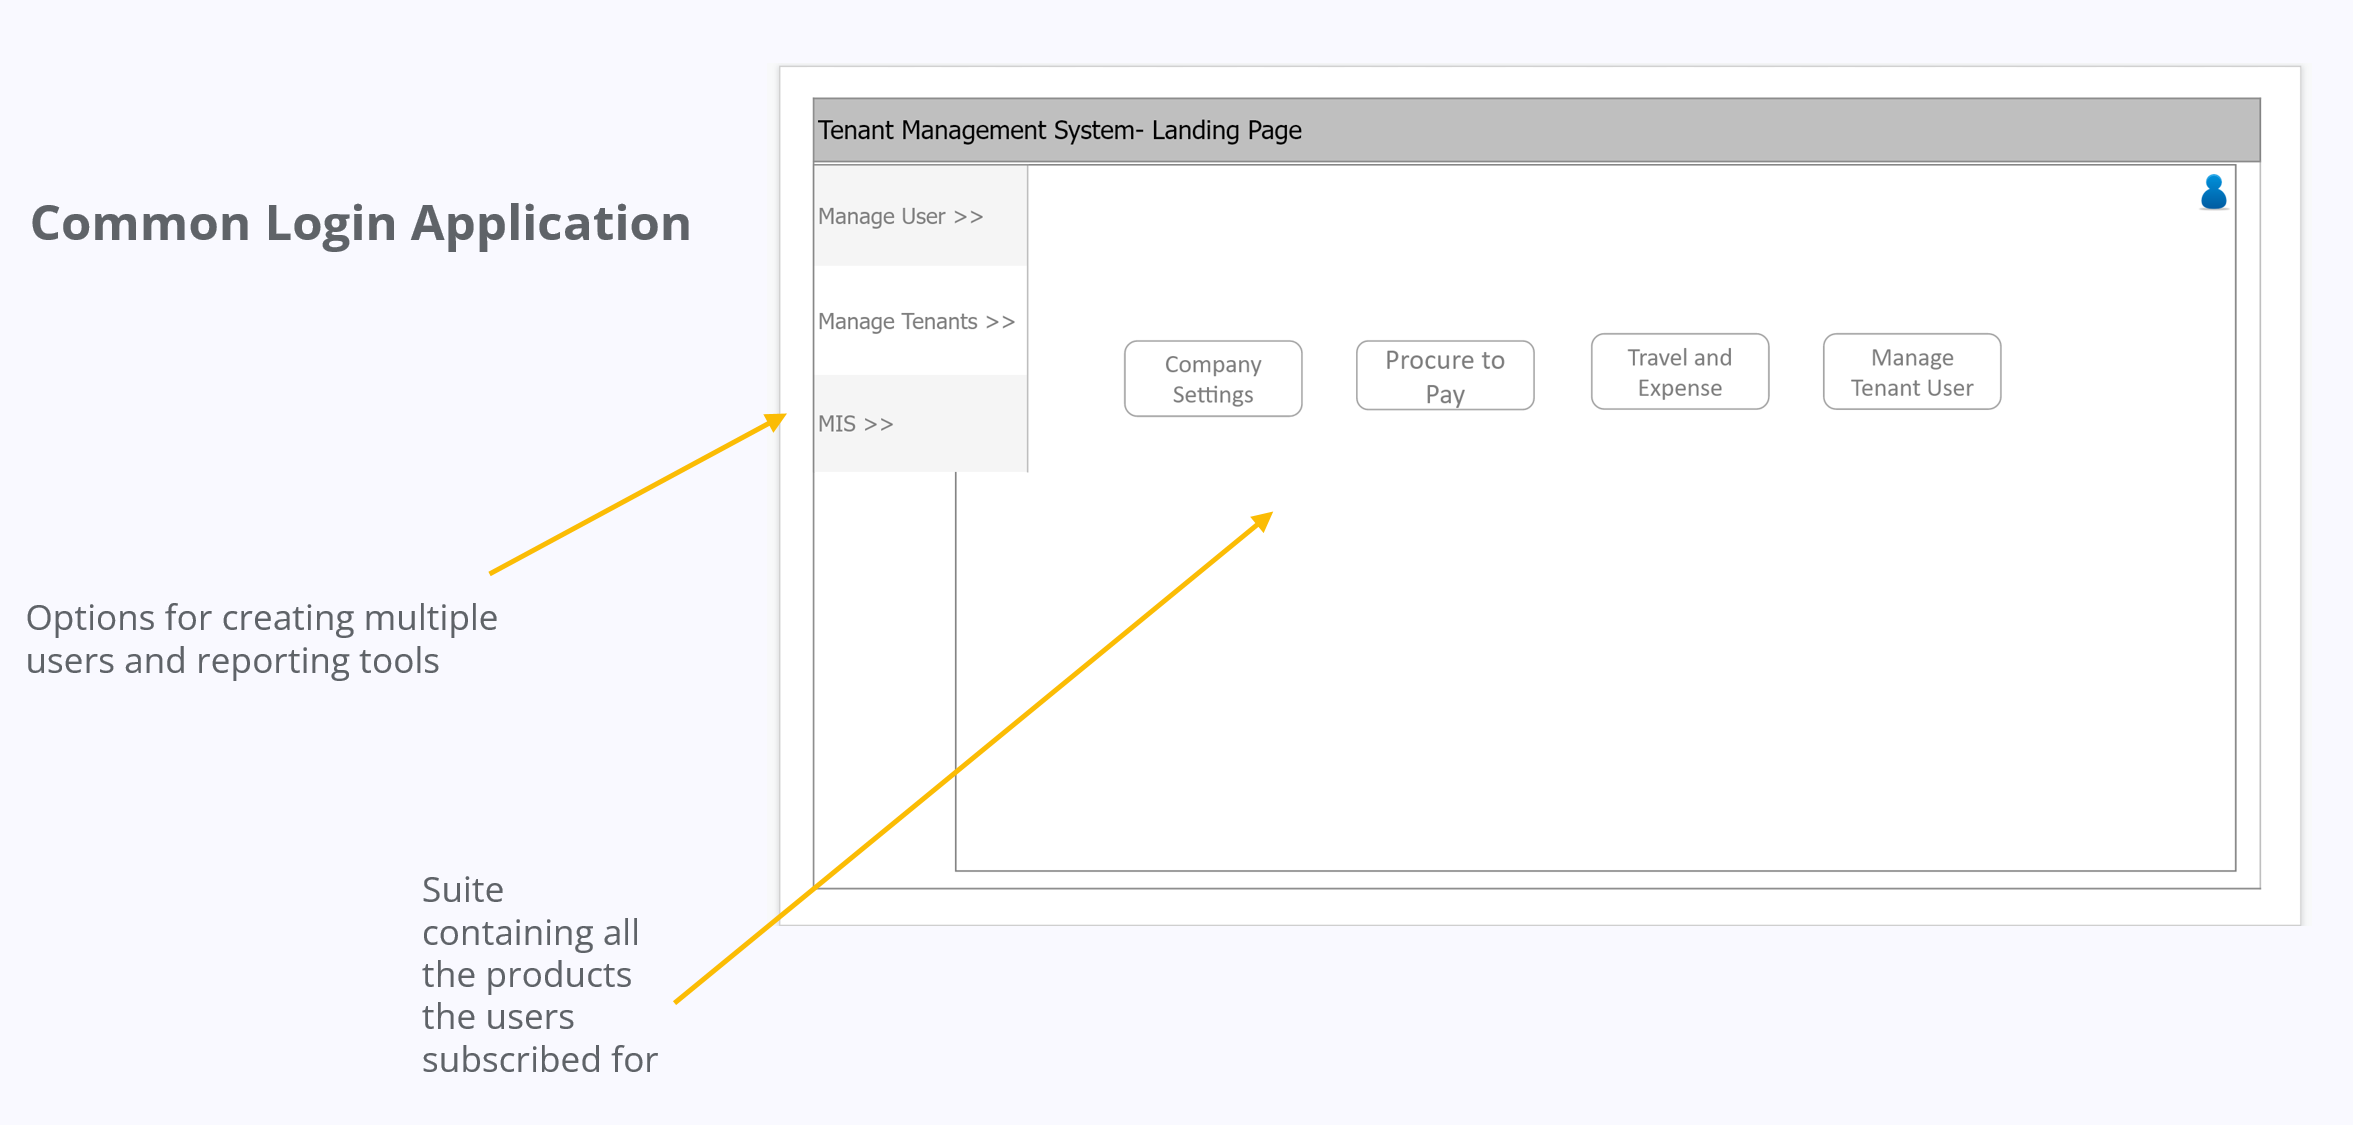 Common Login Application
Options for creating multiple
users and reporting tools
Suite
containing all
the products
the users
subscribed for
Tenant Management System- Landing Page
Manage User >>
Manage Tenants >>
MIS >>
Company
Settings
Procure to
Pay
Travel and
Expense
Manage
Tenant User